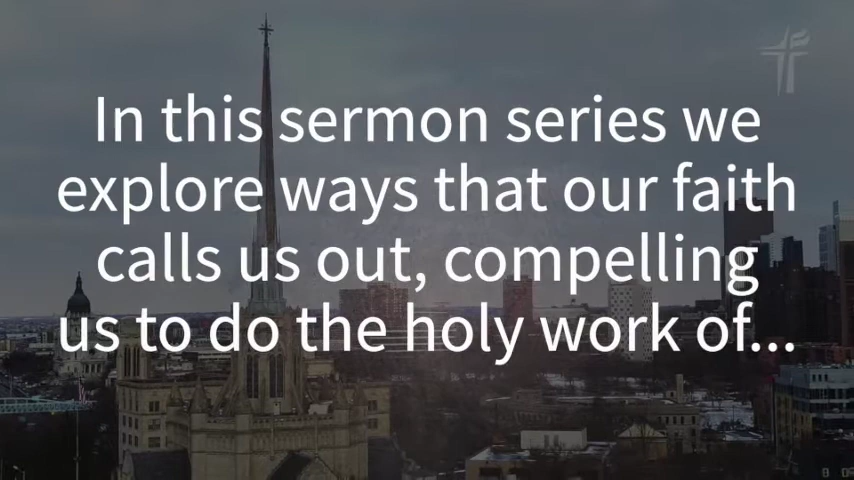 In this sermon series we
explore ways that our faith
calls us out, compelling
us to do the holy work of...